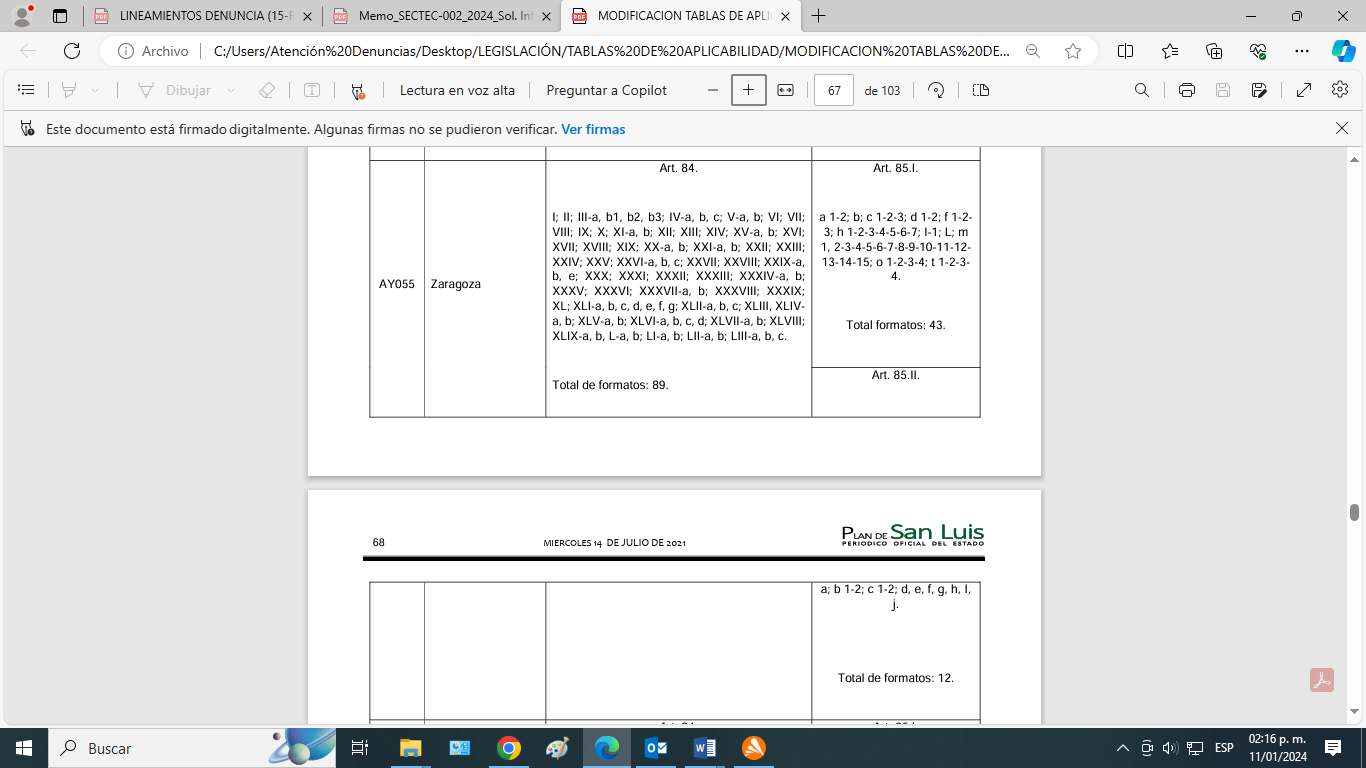 LINEAMIENTOS DENUNCIA (15-F
Memo_SECTEC-002_2024_Sol. Inf
MODIFICACION TABLAS DE APLI
Archivo
C:/Users/Atención%20Denuncias/Desktop/LEGISLACIÓN/TABLAS%20DE%20APLICABILIDAD/MODIFICACION%20TABLAS%20DE...
Dibujar
Lectura en voz alta
Preguntar a Copilot
67
de 103
Este documento está firmado digitalmente. Algunas firmas no se pudieron verificar. Ver firmas
Art. 84.
Art. 85.I.
I; II; III-a, b1, b2, b3; IV-a, b, c; V-a, b; VI; VII;
VIII; IX; X; XI-a, b; XII; XIII; XIV; XV-a, b; XVI;
XVII; XVIII; XIX; XX-a, b; XXI-a, b; XXII; XXIII;
XXIV; XXV; XXVI-a, b, c; XXVII; XXVIII; XXIX-a,
b, e; XXX; XXXI; XXXII; XXXIII; XXXIV-a, b;
XXXV; XXXVI; XXXVII-a, b; XXXVIII; XXXIX;
XL; XLI-a, b, c, d, e, f, g; XLII-a, b, c; XLIII, XLIV-
a, b; XLV-a, b; XLVI-a, b, c, d; XLVII-a, b; XLVIII;
XLIX-a, b, L-a, b; LI-a, b; LII-a, b; LIII-a, b, c.
a 1-2; b; c 1-2-3; d 1-2; f 1-2-
3; h 1-2-3-4-5-6-7; I-1; L; m
1, 2-3-4-5-6-7-8-9-10-11-12-
13-14-15; o 1-2-3-4; t 1-2-3-
4.
AY055
Zaragoza
Total formatos: 43.
Total de formatos: 89.
Art. 85.II.
68
MIERCOLES 14 DE JULIO DE 2021
PLAN DE San Luis
PERIODICO OFICIAL DEL ESTADO
a; b 1-2; c 1-2; d, e, f, g, h, I,
j.
Total de formatos: 12.
Buscar
ESP
02:16 p. m.
11/01/2024